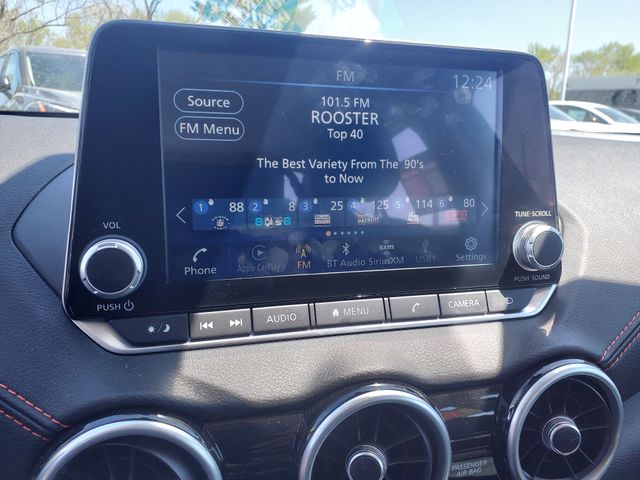 FM 12:24
Source
101.5 FM
ROOSTER
FM Menu
Top 40
The Best Variety From The 90's
to Now
1 88 2 8 3 25 4 125 5 114 6 80
Phone Apple CarPlay FM BT Audio SiriusXM USB1 Settings
sxm
VOL
TUNE·SCROLL
PUSH
PUSH SOUND
AUDIO MENU CAMERA
PASSENGER
AIR BAG